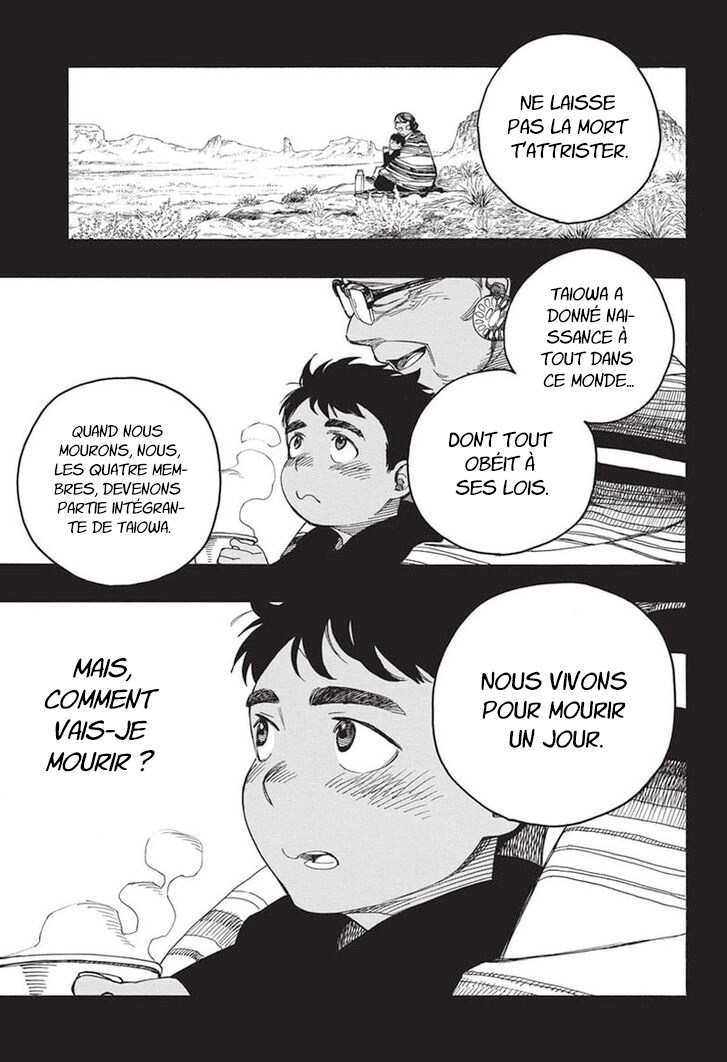 NE LAISSE
PAS LA MORT
T'ATTRISTER.
TAIOWA A
DONNÉ NAI-
SSANCE À
TOUT DANS
CE MONDE...
DONT TOUT
OBÉIT À
SES LOIS.
QUAND NOUS
MOURONS, NOUS,
LES QUATRE MEM-
BRES, DEVENONS
PARTIE INTÉGRAN-
TE DE TAIOWA.
NOUS VIVONS
POUR MOURIR
UN JOUR.
MAIS,
COMMENT
VAIS-JE
MOURIR ?